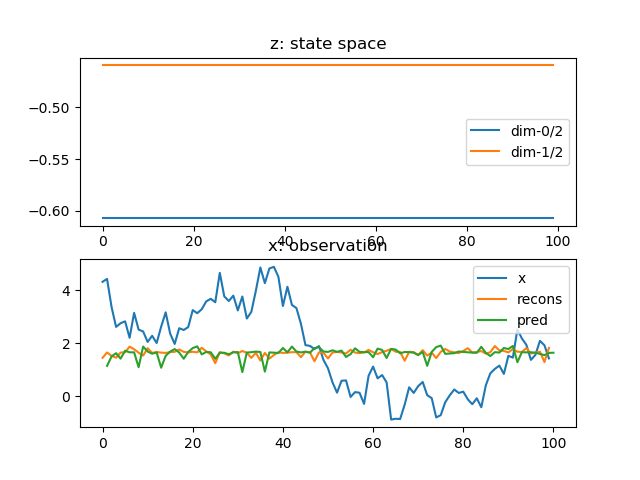 z: state space
−0.50
−0.55
−0.60
dim-0/2
dim-1/2
0 20 40 60 80 100
x: observation
4
2
0
x
recons
pred
0 20 40 60 80 100